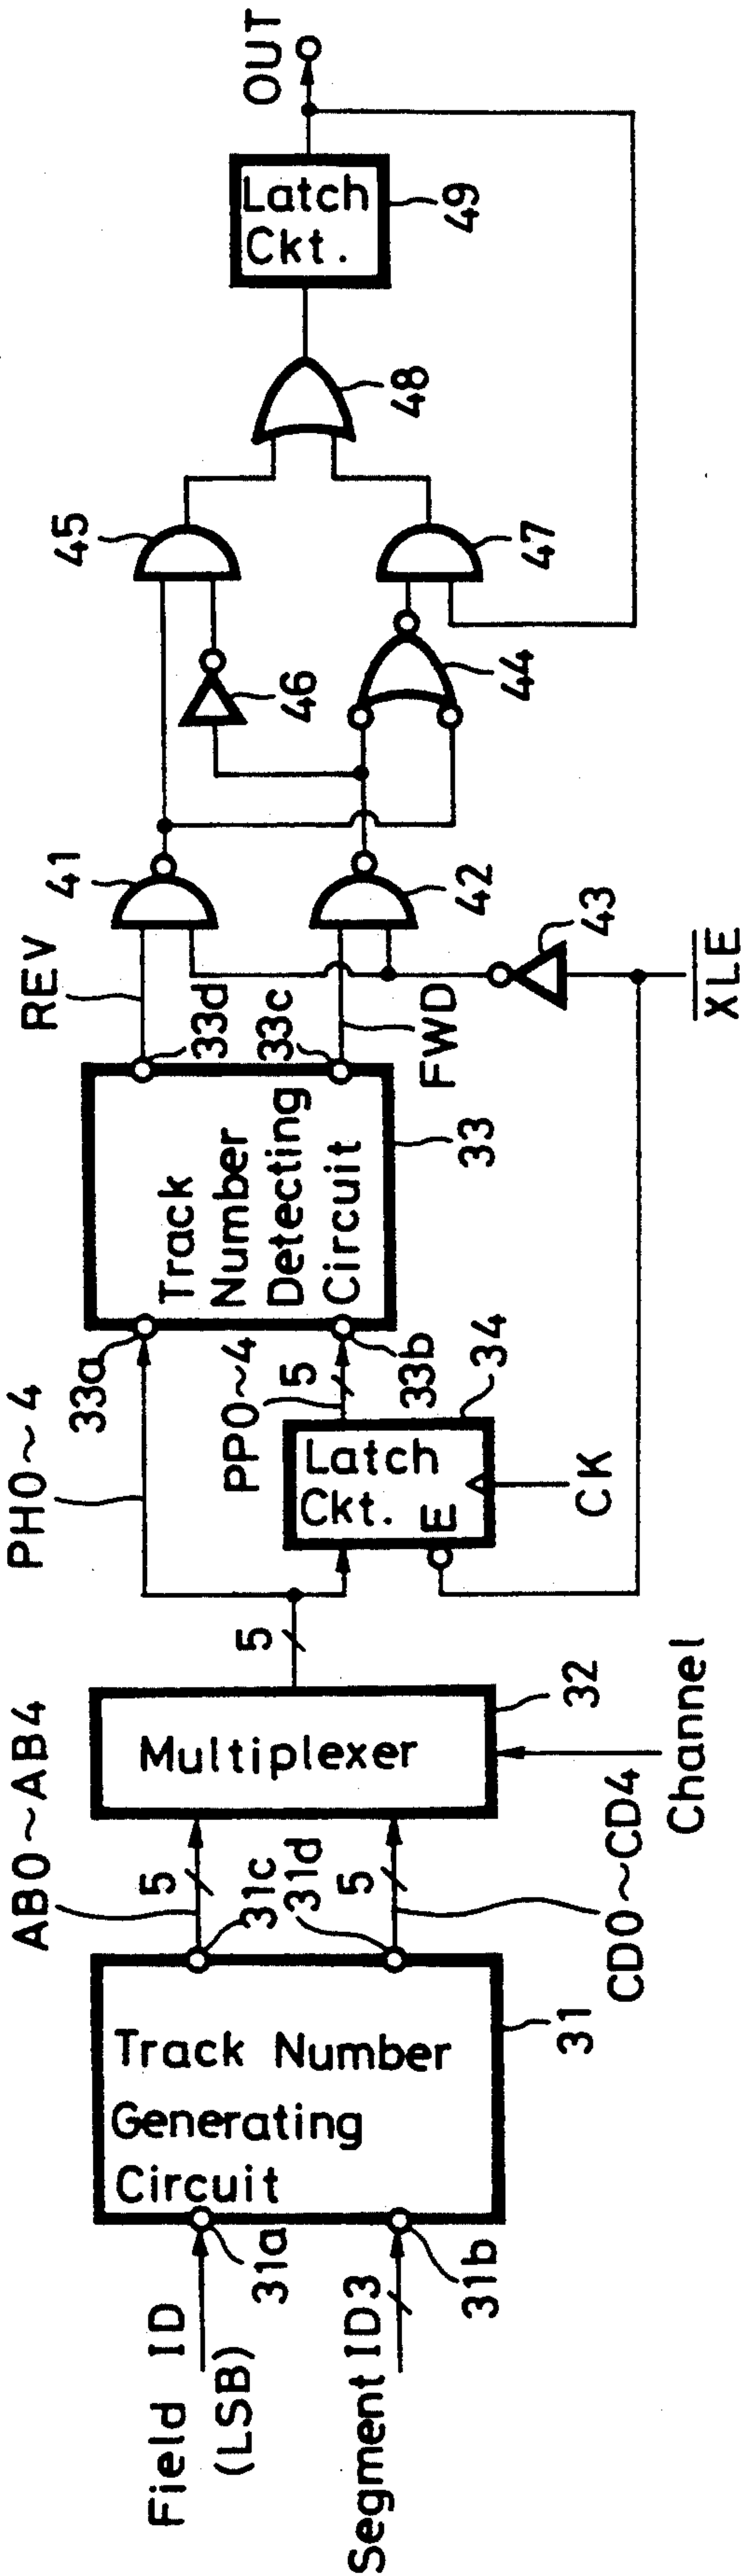 Field ID
(LSB)
Segment ID3
31a
31b
Track Number
Generating
Circuit
31
31c
31d
AB0~AB4
5
5
CD0~CD4
Multiplexer
32
Channel
5
PH0~4
Latch
Ckt.
E
34
CK
PP0~4
5
33a
33b
Track
Number
Detecting
Circuit
33
33d
33c
REV
FWD
41
42
43
XLE
46
44
45
47
48
Latch
Ckt.
49
OUT